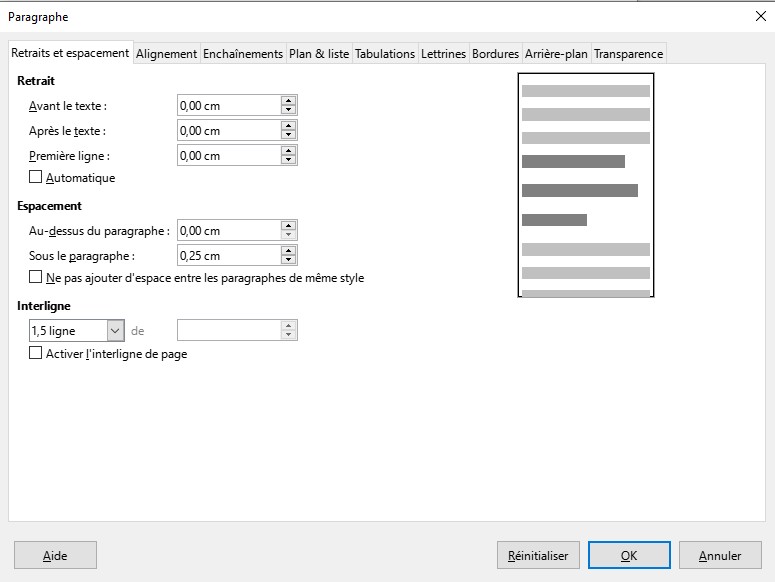 Paragraphe
Retraits et espacement Alignement Enchaînements Plan & liste Tabulations Lettrines Bordures Arrière-plan Transparence
Retrait
Avant le texte : 0,00 cm
Après le texte : 0,00 cm
Première ligne : 0,00 cm
Automatique
Espacement
Au-dessus du paragraphe : 0,00 cm
Sous le paragraphe : 0,25 cm
Ne pas ajouter d'espace entre les paragraphes de même style
Interligne
1,5 ligne de
Activer l'interligne de page
Aide Réinitialiser OK Annuler